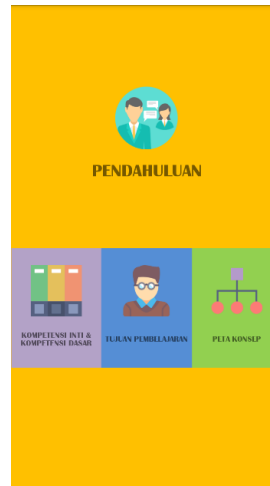 PENDAHULUAN
KOMPETENSI INTI &
KOMPETENSI DASAR
TUJUAN PEMBELAJARAN
PETA KONSEP